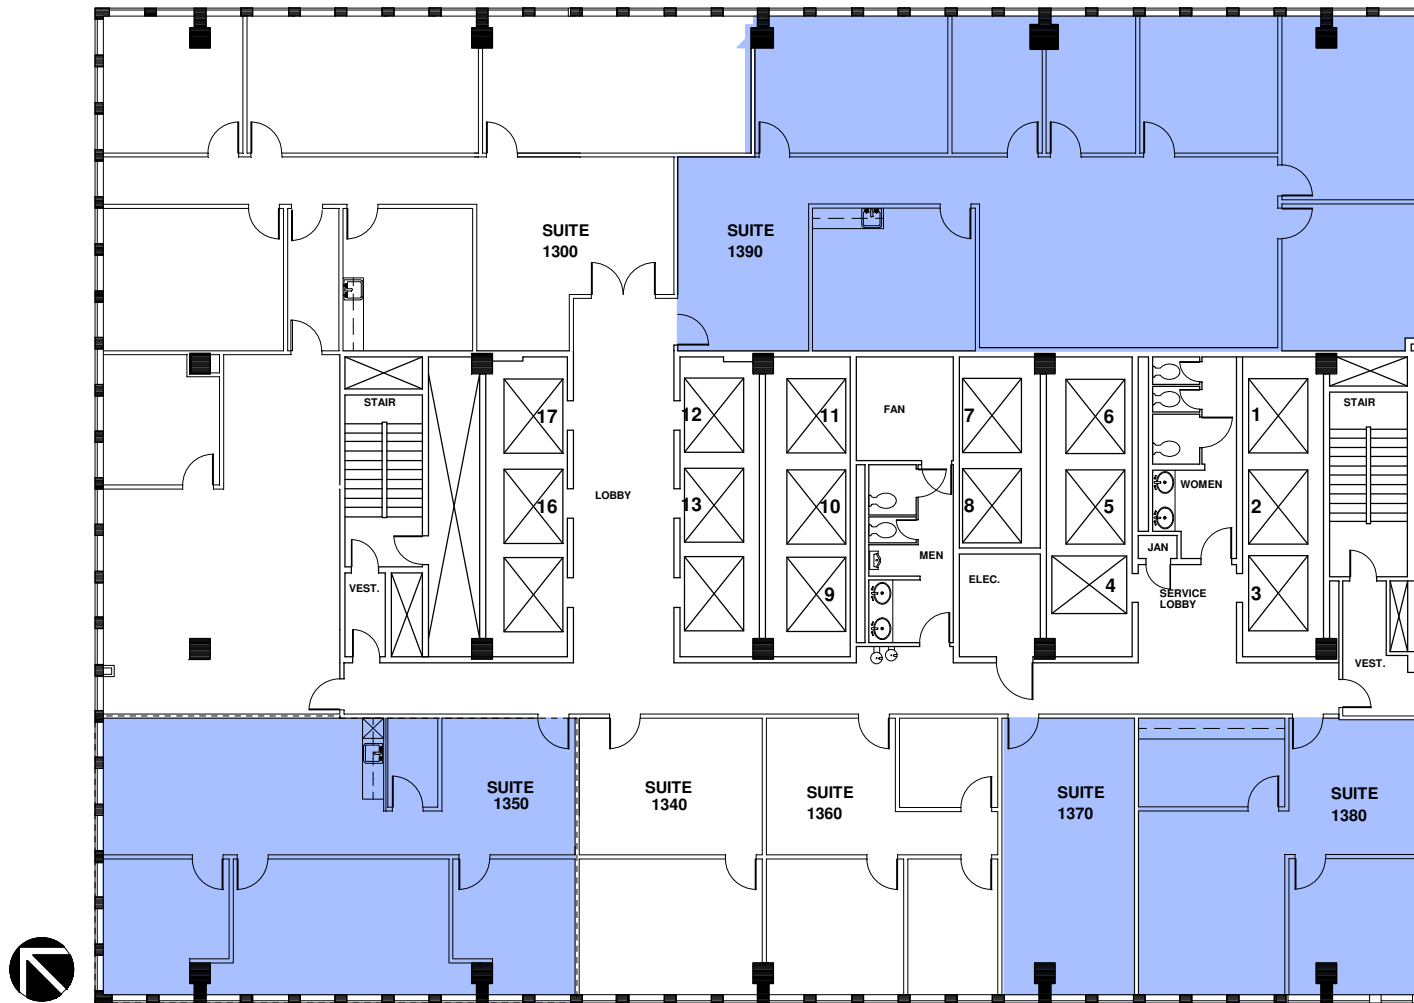 SUITE
1300
SUITE
1390
STAIR
17
12
11
FAN
7
6
1
STAIR
LOBBY
16
13
10
8
5
WOMEN
2
JAN
MEN
VEST.
9
ELEC.
4
SERVICE
LOBBY
3
VEST.
SUITE
1350
SUITE
1340
SUITE
1360
SUITE
1370
SUITE
1380